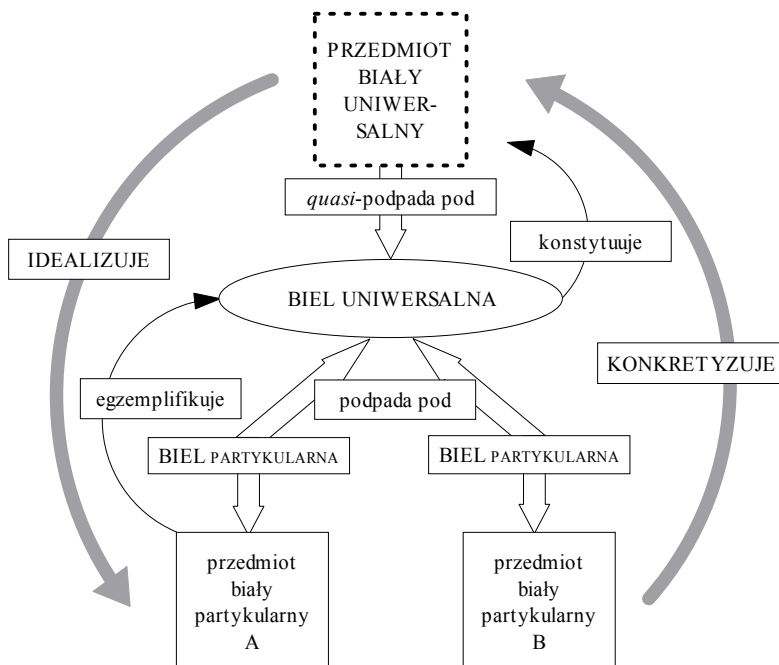 PRZEDMIOT
BIAŁY
UNIWER-
SALNY
quasi-podpada pod
IDEALIZUJE
konstytuuje
BIEL UNIWERSALNA
KONKRETYZUJE
egzemplifikuje
podpada pod
BIEL PARTYKULARNA
BIEL PARTYKULARNA
przedmiot
biały
partykularny
A
przedmiot
biały
partykularny
B